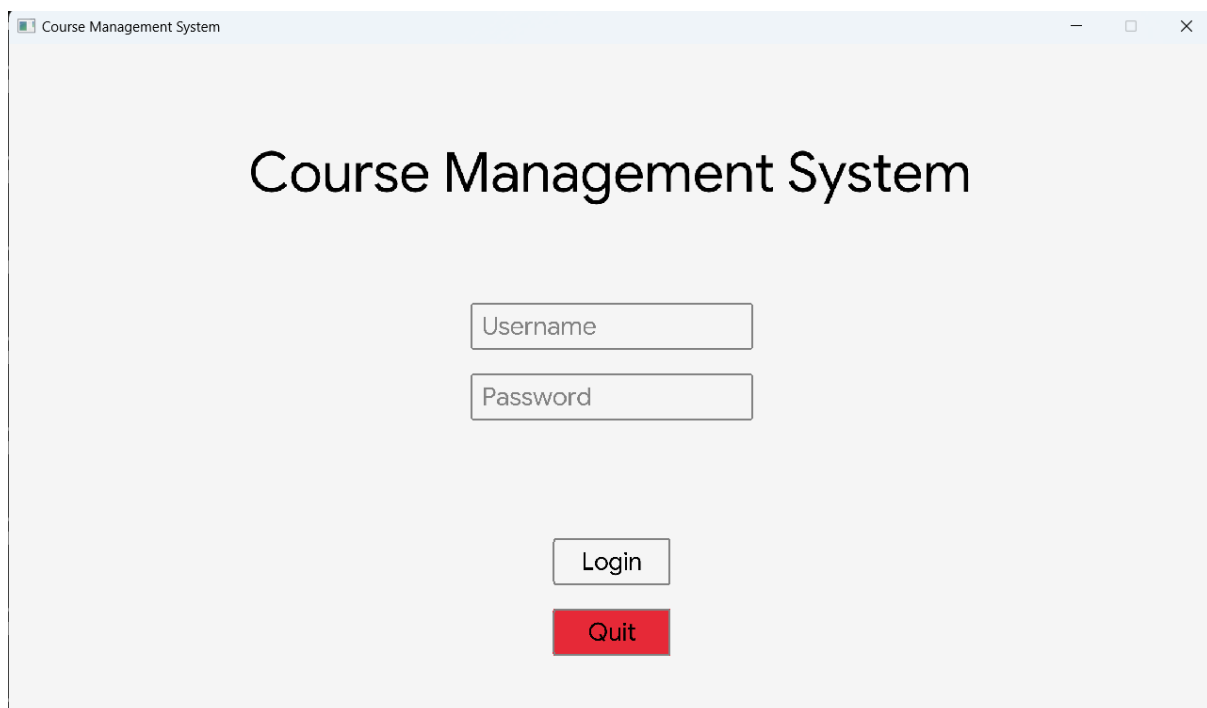 Course Management System
Course Management System
Username
Password
Login
Quit